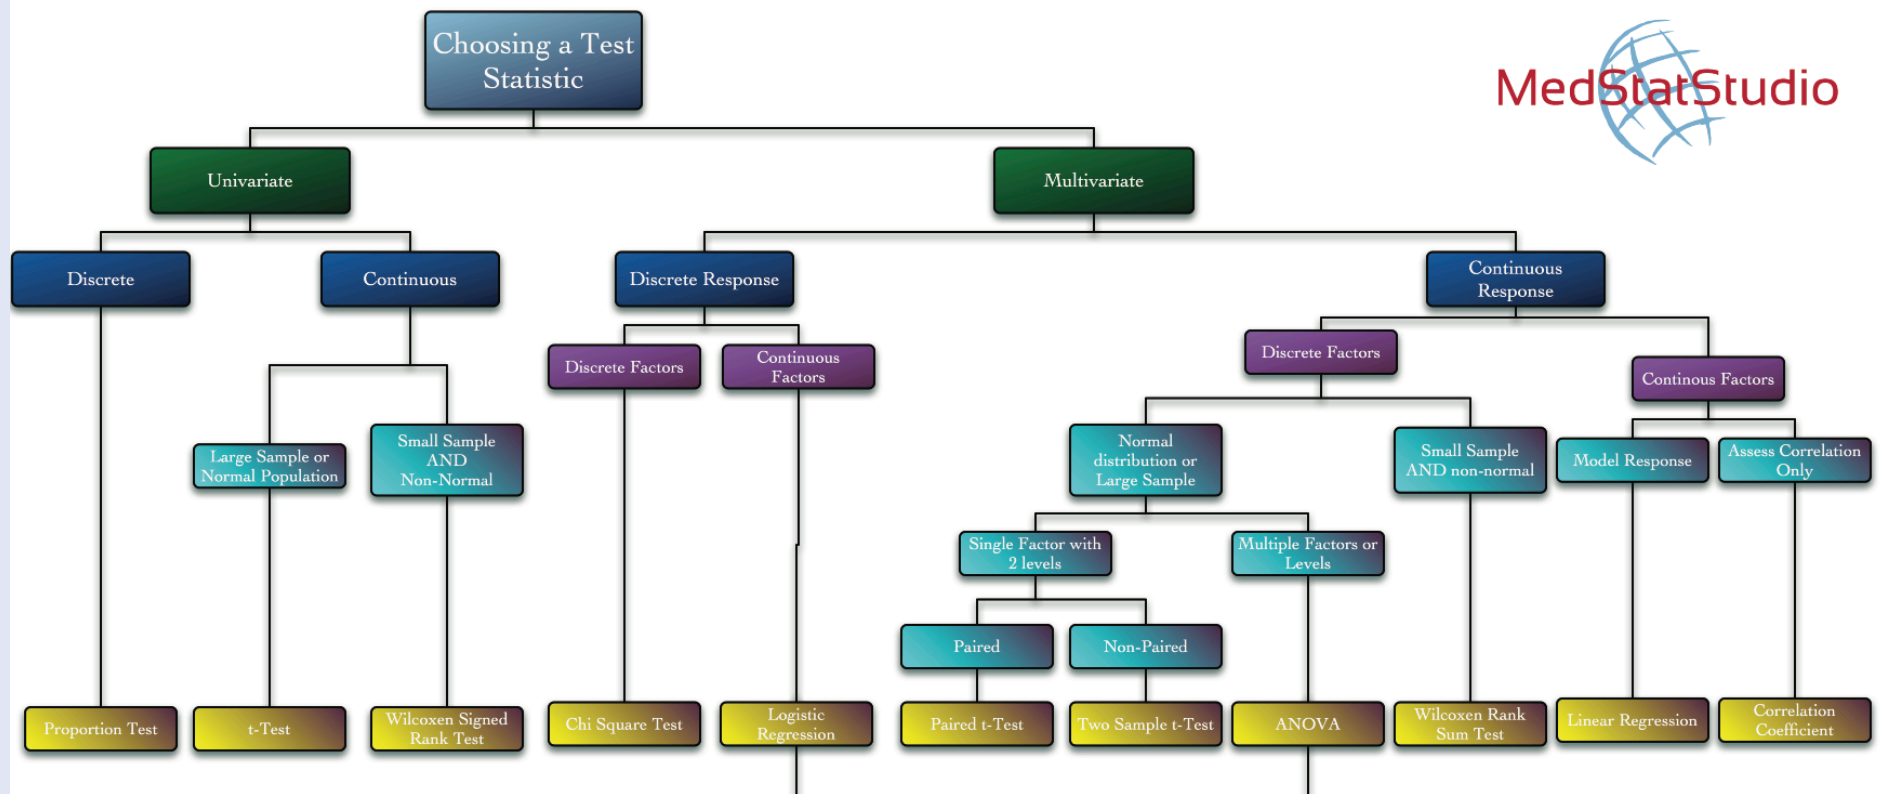 Choosing a Test
Statistic
MedStatStudio
Univariate
Multivariate
Discrete
Continuous
Discrete Response
Continuous
Response
Discrete Factors
Continuous
Factors
Discrete Factors
Continous Factors
Large Sample or
Normal Population
Small Sample
AND
Non-Normal
Normal
distribution or
Large Sample
Small Sample
AND non-normal
Model Response
Assess Correlation
Only
Single Factor with
2 levels
Multiple Factors or
Levels
Paired
Non-Paired
Proportion Test
t-Test
Wilcoxen Signed
Rank Test
Chi Square Test
Logistic
Regression
Paired t-Test
Two Sample t-Test
ANOVA
Wilcoxen Rank
Sum Test
Linear Regression
Correlation
Coefficient